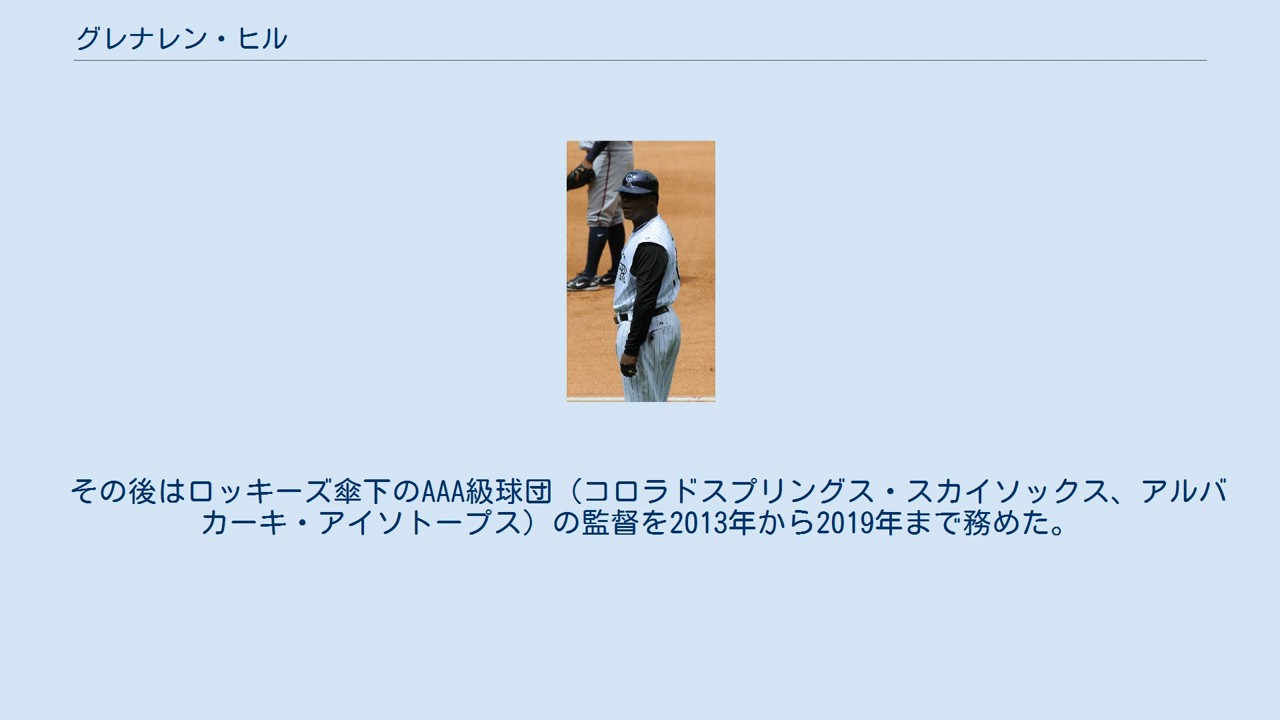 グレナレン・ヒル
その後はロッキーズ傘下のAAA級球団（コロラドスプリングス・スカイソックス、アルバ
カーキ・アイソトープス）の監督を2013年から2019年まで務めた。